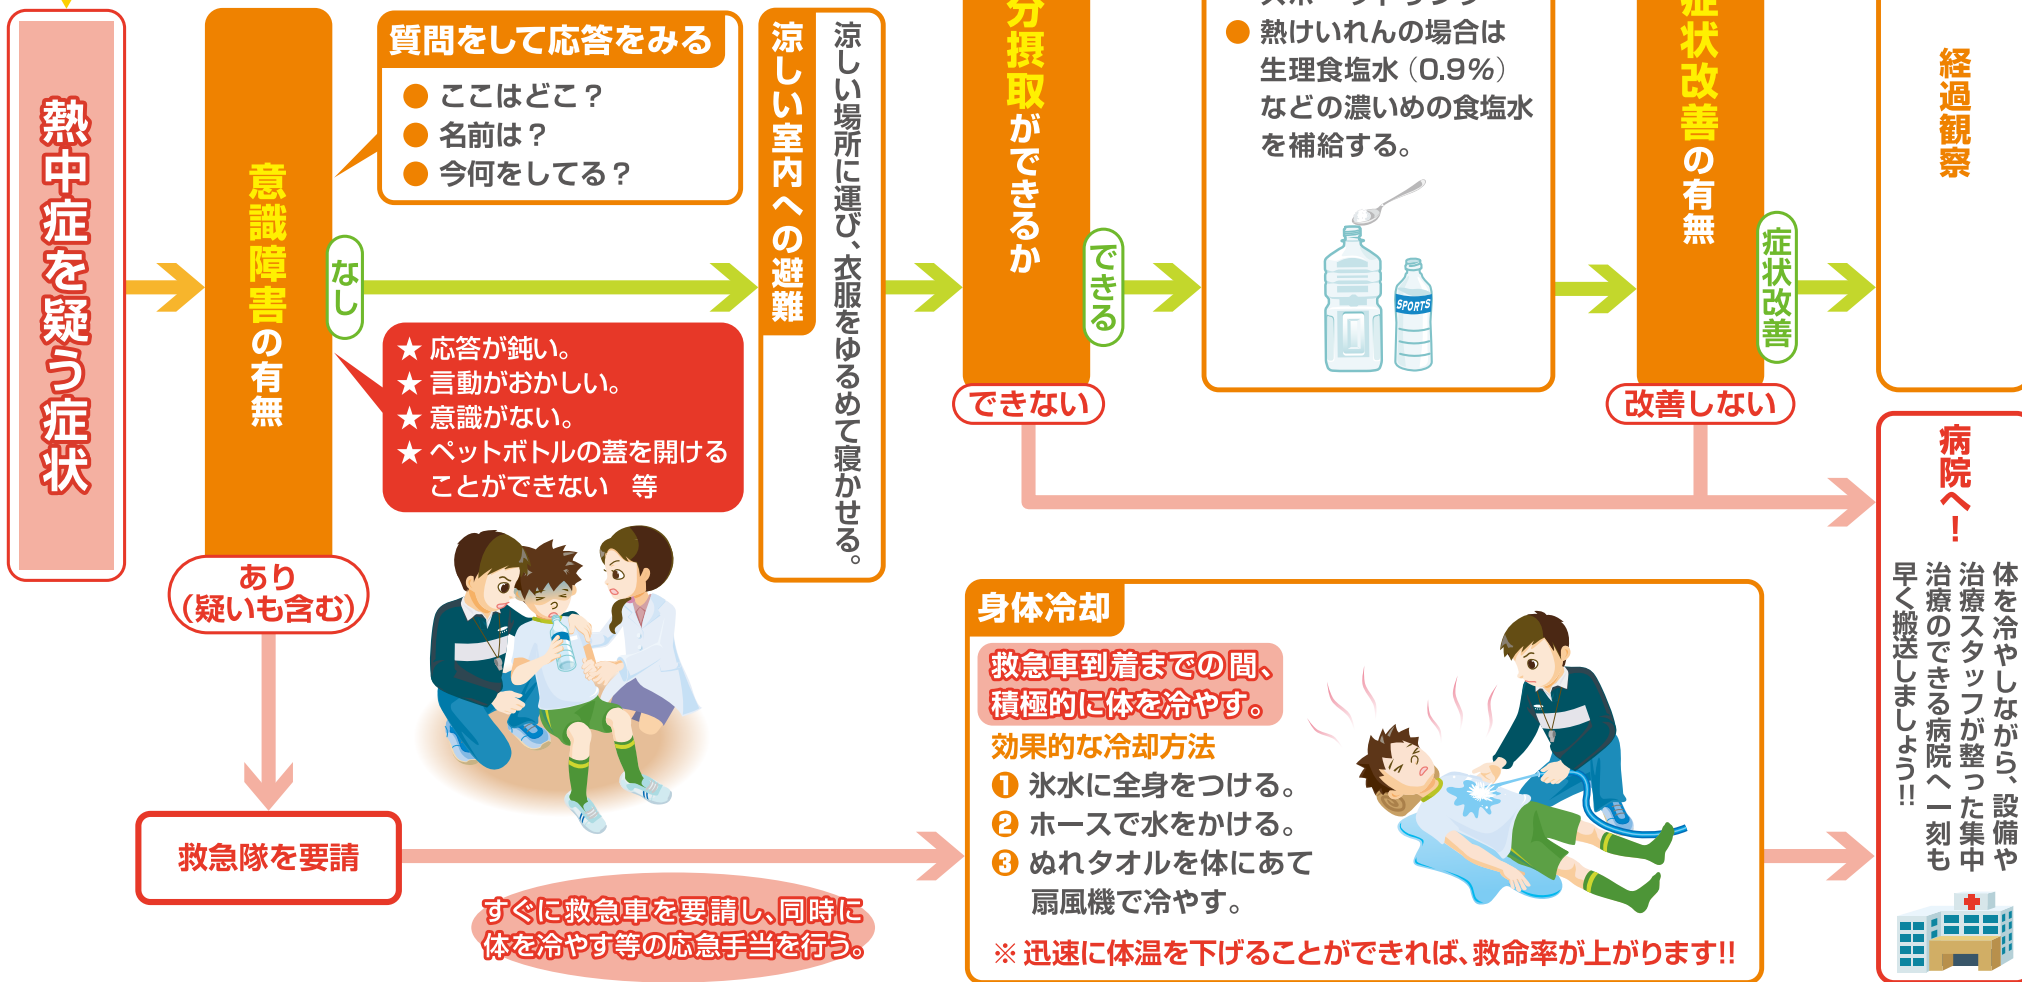 熱中症を疑う症状
意識障害の有無
質問をして応答をみる
● ここはどこ？
● 名前は？
● 今何をしてる？
なし
★ 応答が鈍い。
★ 言動がおかしい。
★ 意識がない。
★ ペットボトルの蓋を開ける
ことができない　等
あり
（疑いも含む）
救急隊を要請
すぐに救急車を要請し、同時に
体を冷やす等の応急手当を行う。
涼しい室内への避難
涼しい場所に運び、衣服をゆるめて寝かせる。
分摂取ができるか
できる
できない
● 熱けいれんの場合は
生理食塩水（0.9％）
などの濃いめの食塩水
を補給する。
SPORTS
症状改善の有無
症状改善
改善しない
経過観察
身体冷却
救急車到着までの間、
積極的に体を冷やす。
効果的な冷却方法
❶ 氷水に全身をつける。
❷ ホースで水をかける。
❸ ぬれタオルを体にあて
扇風機で冷やす。
※ 迅速に体温を下げることができれば、救命率が上がります!!
病院へ！
体を冷やしながら、設備や
治療スタッフが整った集中
治療のできる病院へ一刻も
早く搬送しましょう!!